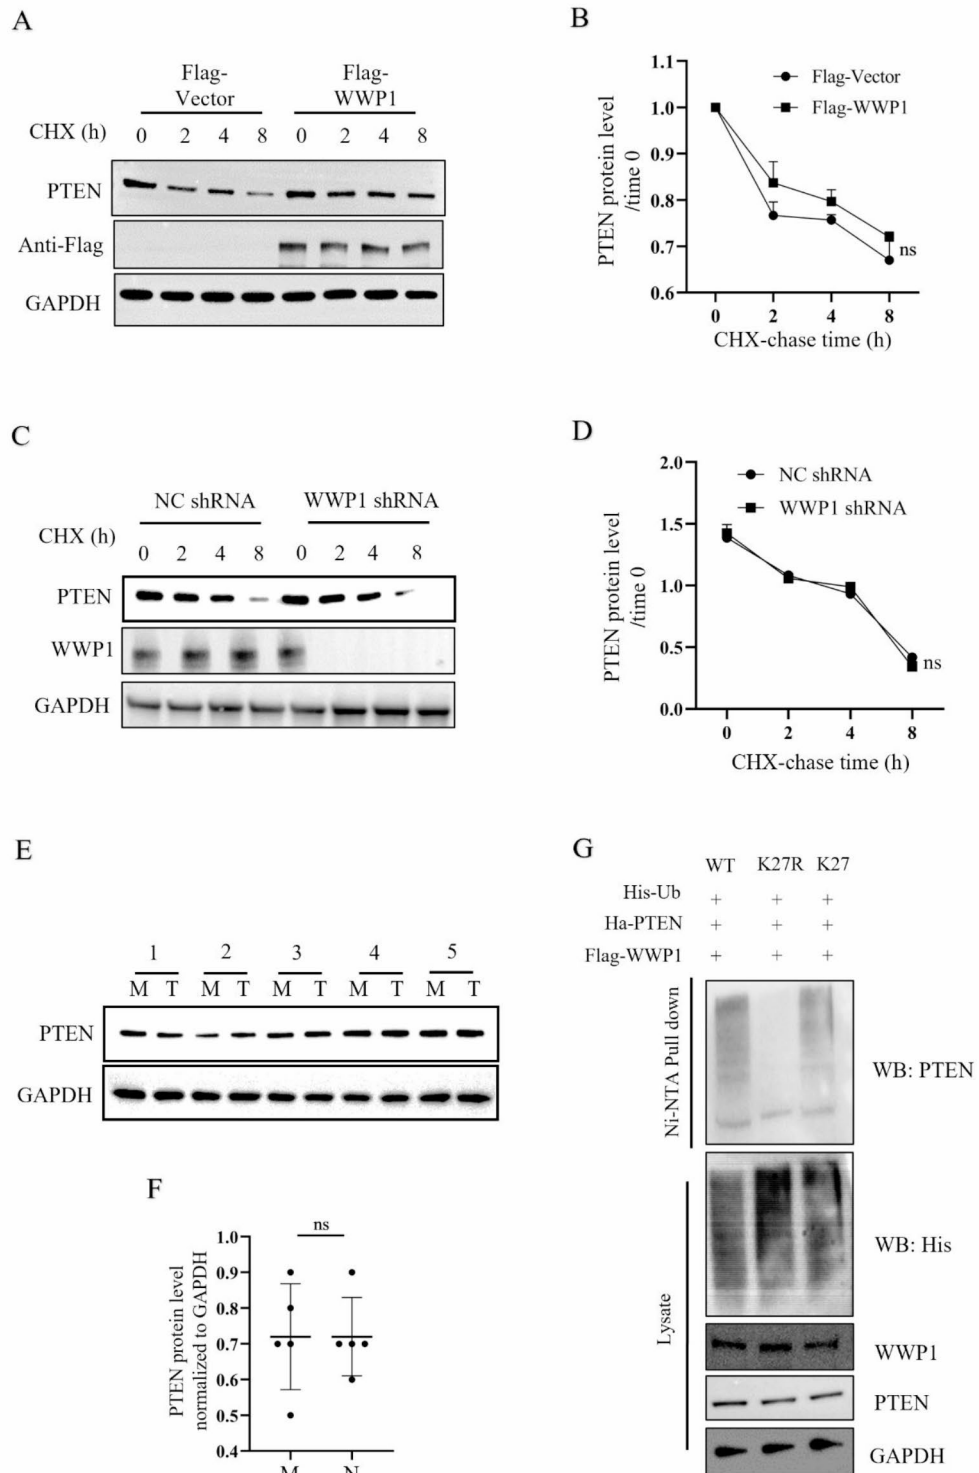 A
Flag-
Vector
Flag-
WWP1
CHX (h)
0 2 4 8 0 2 4 8
PTEN
Anti-Flag
GAPDH
B
PTEN protein level
/time 0
1.1
1.0
0.9
0.8
0.7
0.6
Flag-Vector
Flag-WWP1
ns
0 2 4 8
CHX-chase time (h)
C
NC shRNA WWP1 shRNA
CHX (h)
0 2 4 8 0 2 4 8
PTEN
WWP1
GAPDH
D
PTEN protein level
/time 0
2.0
1.5
1.0
0.5
0.0
NC shRNA
WWP1 shRNA
ns
0 2 4 8
CHX-chase time (h)
E
1 2 3 4 5
M T M T M T M T M T
PTEN
GAPDH
F
PTEN protein level
normalized to GAPDH
1.0
0.9
0.8
0.7
0.6
0.5
0.4
ns
M N
G
WT K27R K27
His-Ub + + +
Ha-PTEN + + +
Flag-WWP1 + + +
Ni-NTA Pull down
WB: PTEN
Lysate
WB: His
WWP1
PTEN
GAPDH